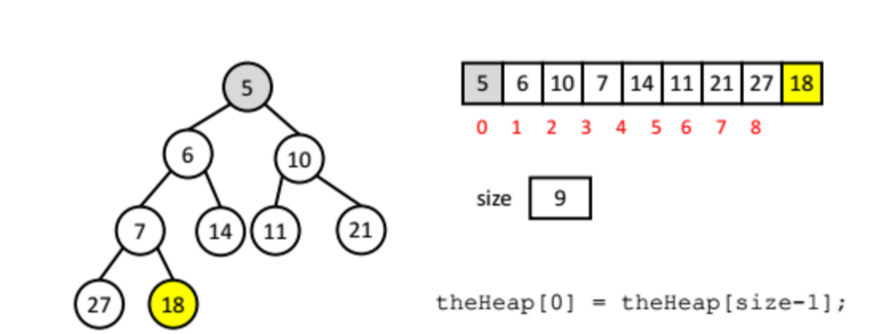 5
6 10
7 14 11 21
27 18
5 6 10 7 14 11 21 27 18
0 1 2 3 4 5 6 7 8
size 9
theHeap[0] = theHeap[size-1];